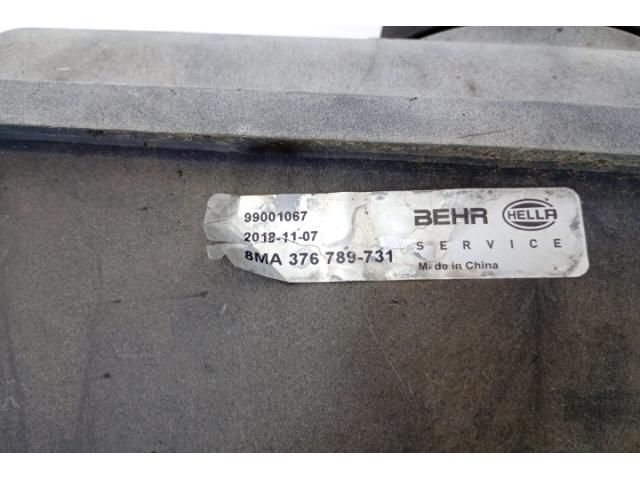 99001067
2018-11-07
8MA 376 789-731
BEHR HELLA
SERVICE
Made in China